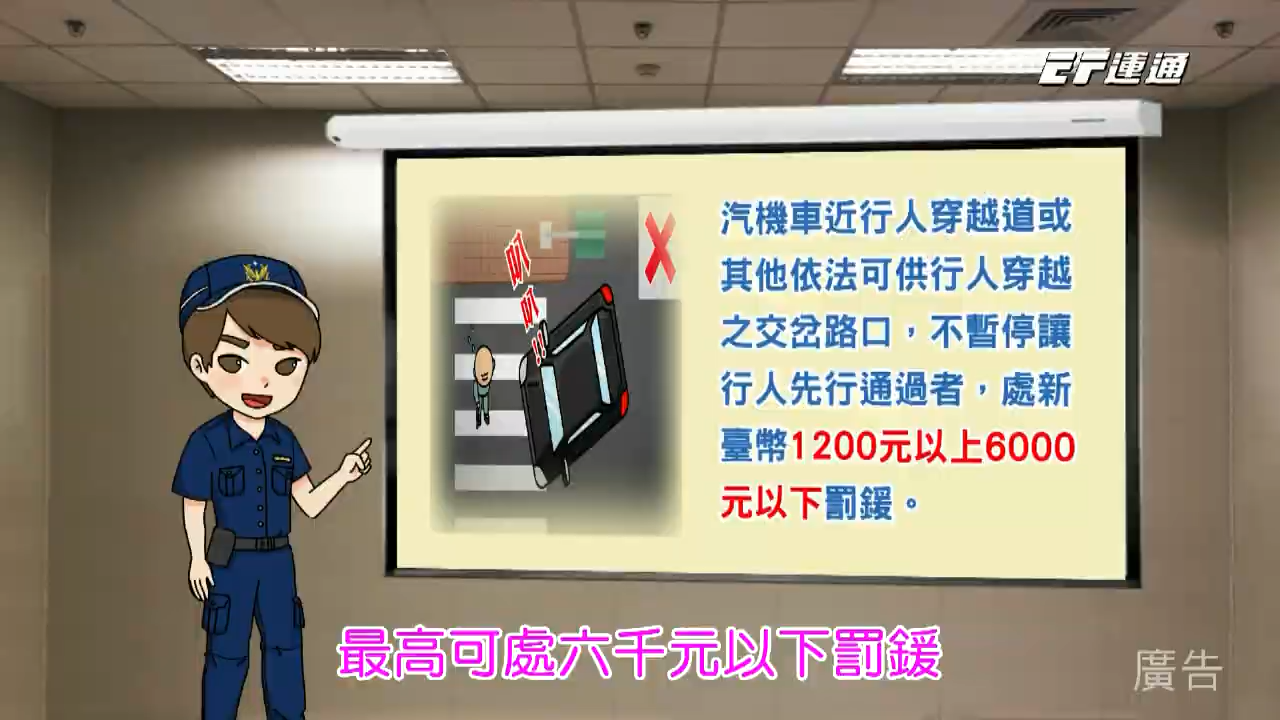 ET運通
叭
叭!!
汽機車近行人穿越道或
其他依法可供行人穿越
之交岔路口，不暫停讓
行人先行通過者，處新
臺幣1200元以上6000
元以下罰鍰。
最高可處六千元以下罰鍰
廣告